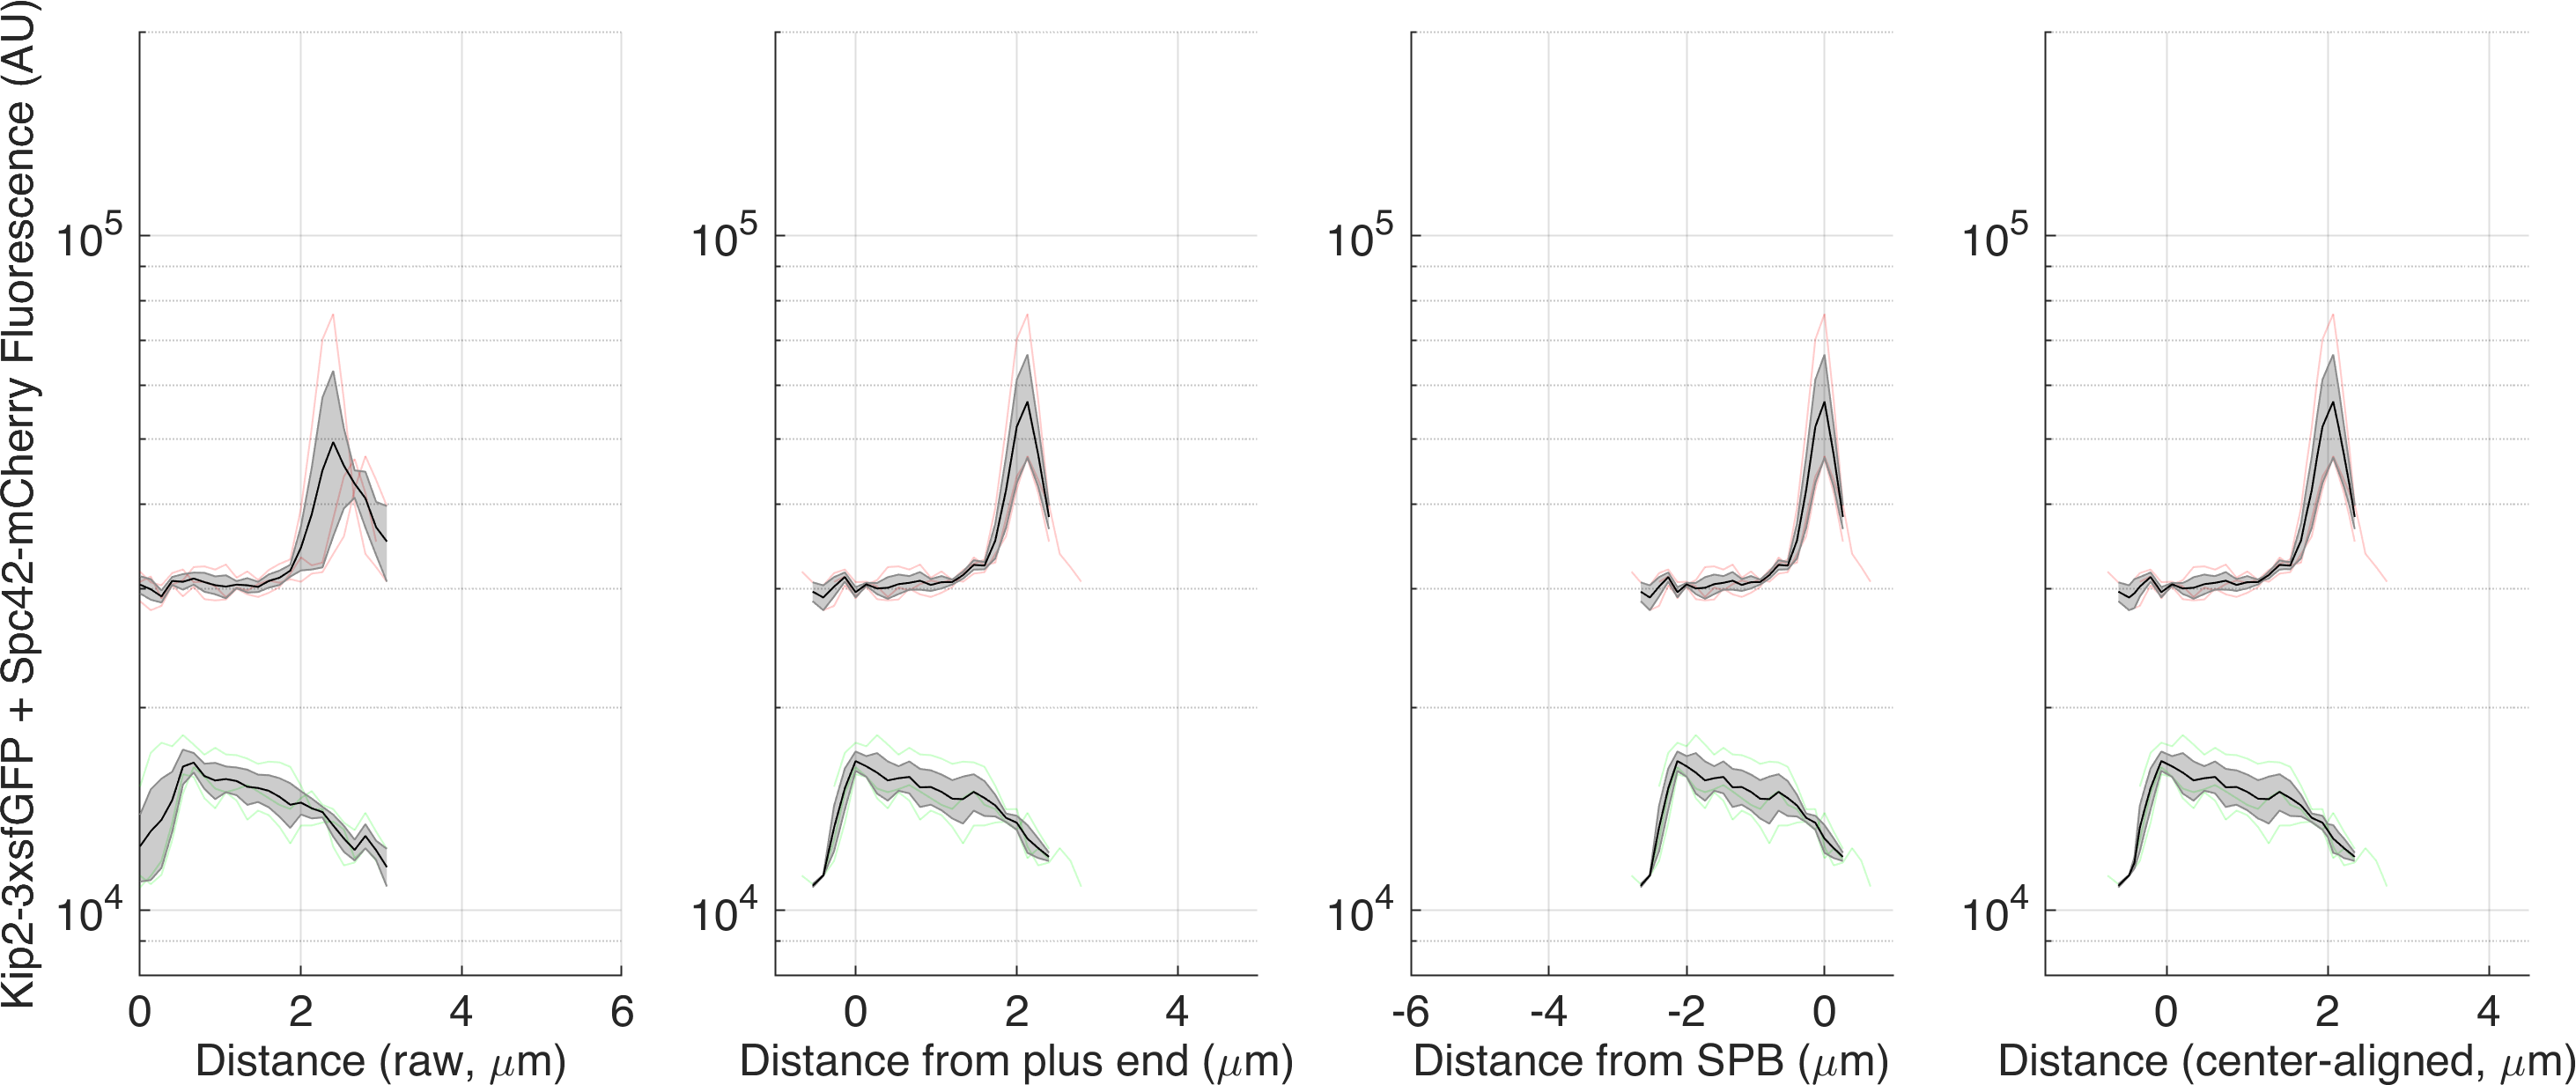 Kip2-3xsfGFP + Spc42-mCherry Fluorescence (AU)
10^5
10^4
0 2 4 6
Distance (raw, μm)
10^5
10^4
0 2 4
Distance from plus end (μm)
10^5
10^4
-6 -4 -2 0
Distance from SPB (μm)
10^5
10^4
0 2 4
Distance (center-aligned, μm)